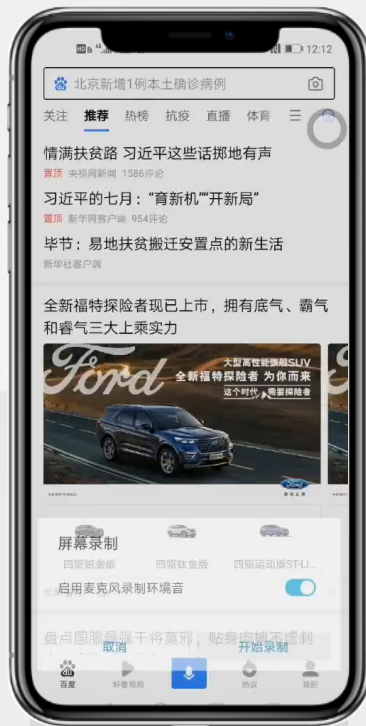 HD
12:12
北京新增1例本土确诊病例
关注 推荐 热榜 抗疫 直播 体育
情满扶贫路 习近平这些话掷地有声
置顶 央视网新闻 1586评论
习近平的七月：“育新机”“开新局”
置顶 新华网客户端 954评论
毕节：易地扶贫搬迁安置点的新生活
新华社客户端
全新福特探险者现已上市，拥有底气、霸气
和睿气三大上乘实力
Ford
大型高性能旗舰SUV
全新福特探险者 为你而来
这个时代，需要探险者
Ford
屏幕录制
四驱铂金版 四驱钛金版 四驱运动版ST-Li...
启用麦克风录制环境音
盘点国服最强干将莫邪，贴身肉搏不虚刺
取消 开始录制
百度 好看视频 热议 我的